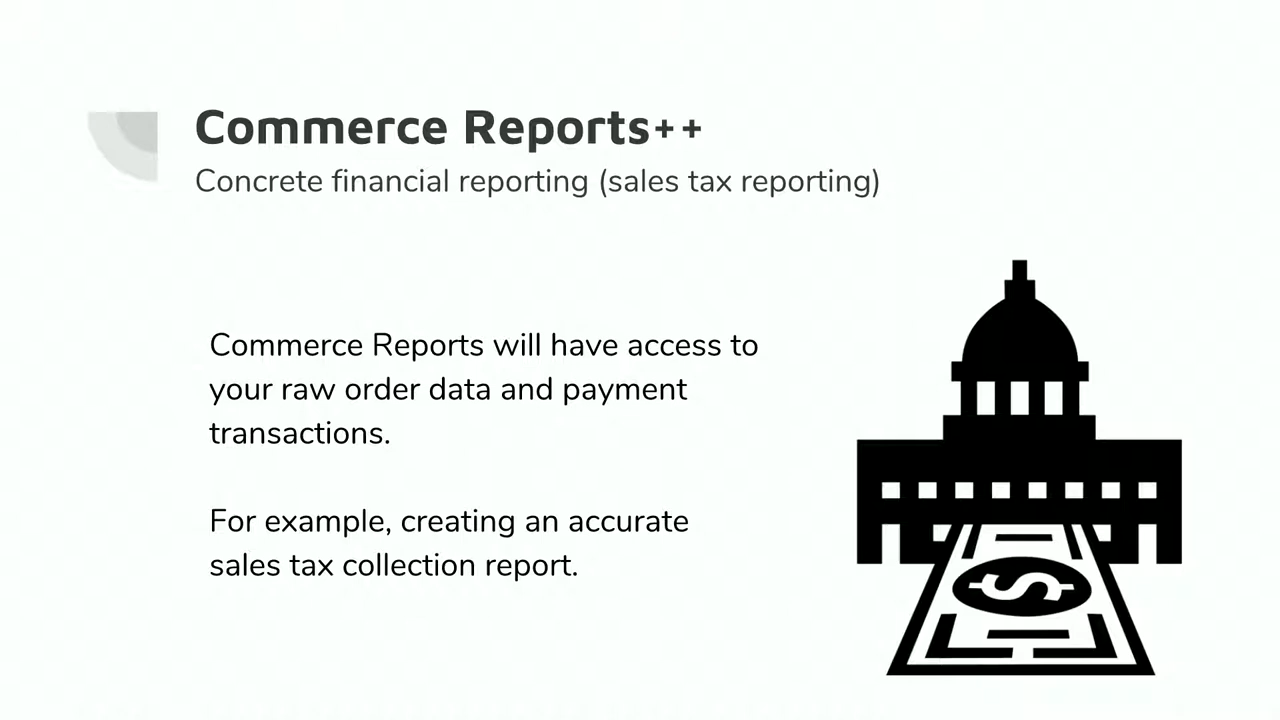 Commerce Reports++
Concrete financial reporting (sales tax reporting)
Commerce Reports will have access to
your raw order data and payment
transactions.
For example, creating an accurate
sales tax collection report.
$